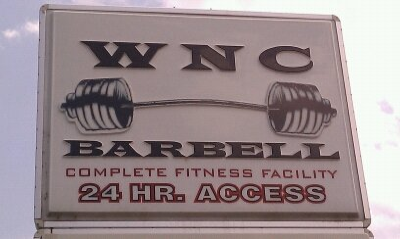 WNC
BARBELL
COMPLETE FITNESS FACILITY
24 HR. ACCESS